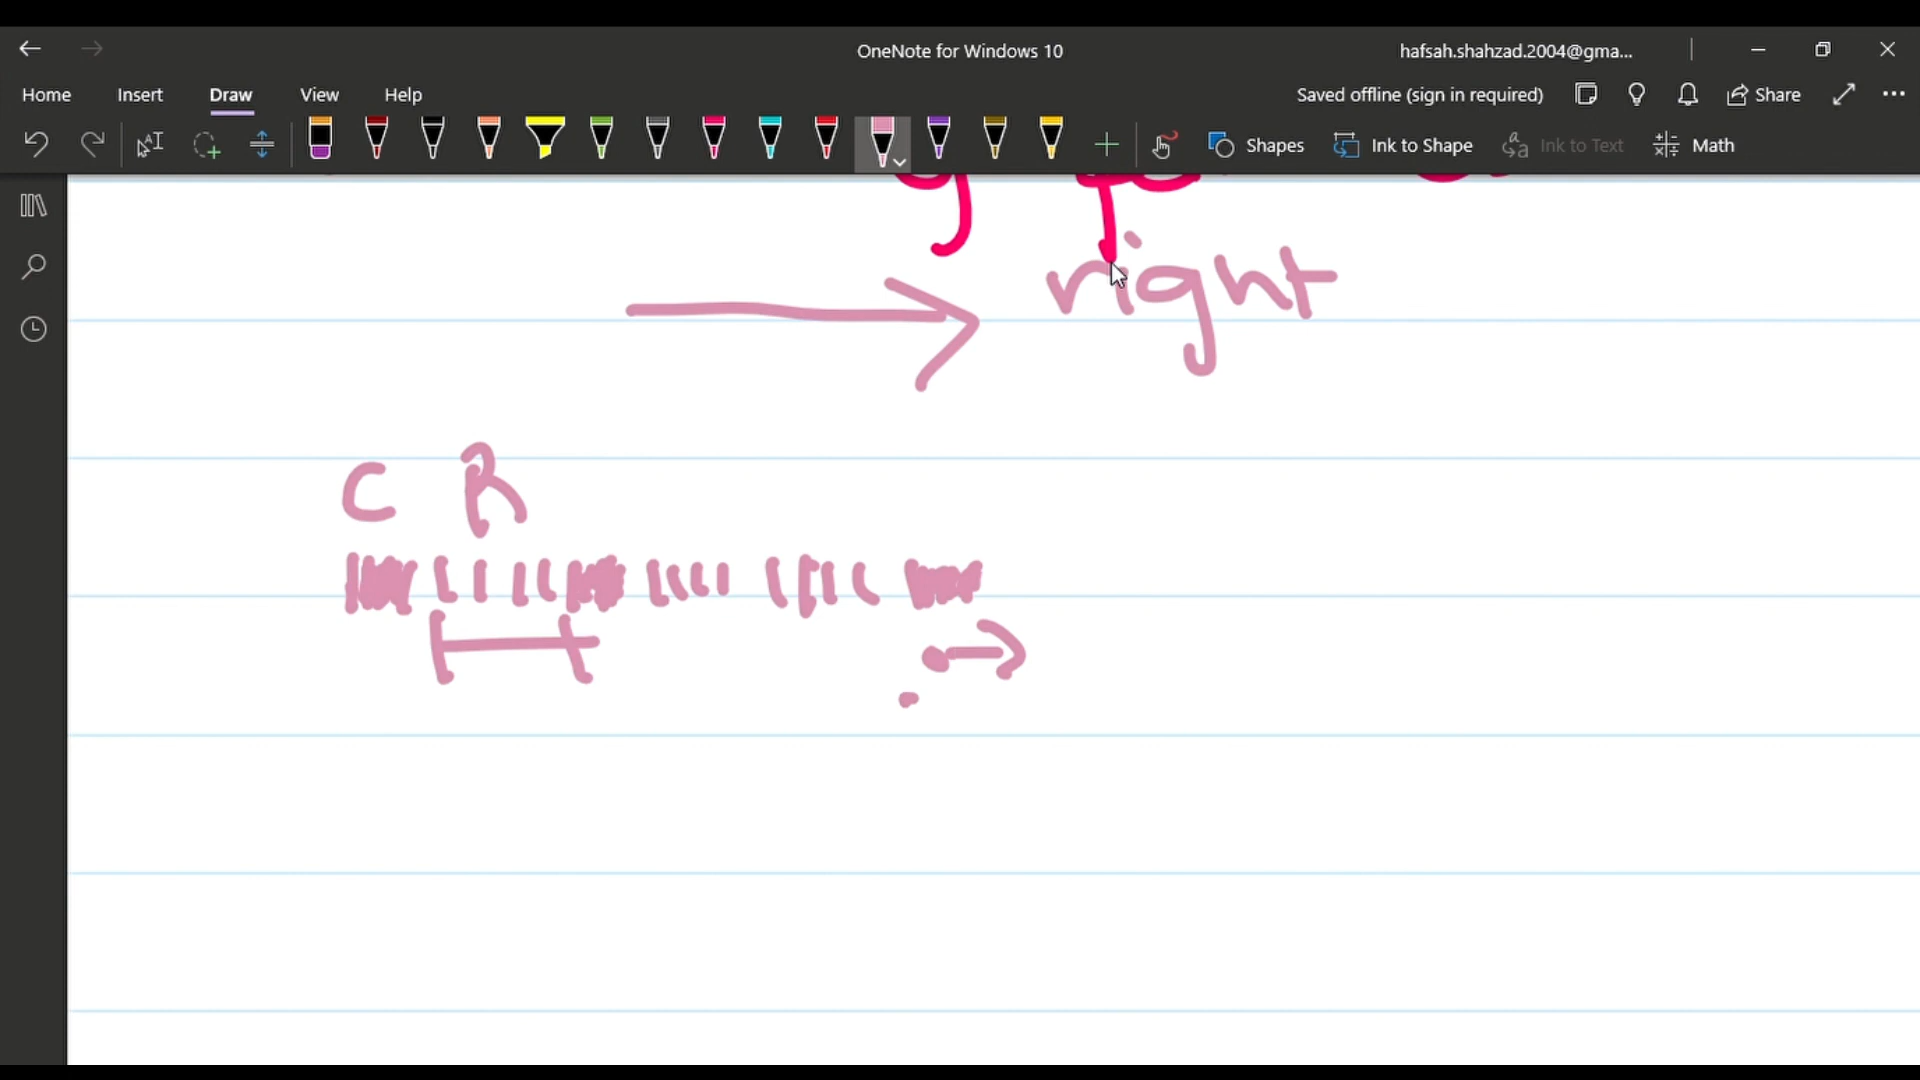 OneNote for Windows 10
hafsah.shahzad.2004@gma...
Home Insert Draw View Help
Saved offline (sign in required)
Share
Shapes
Ink to Shape
Ink to Text
Math
right
C R